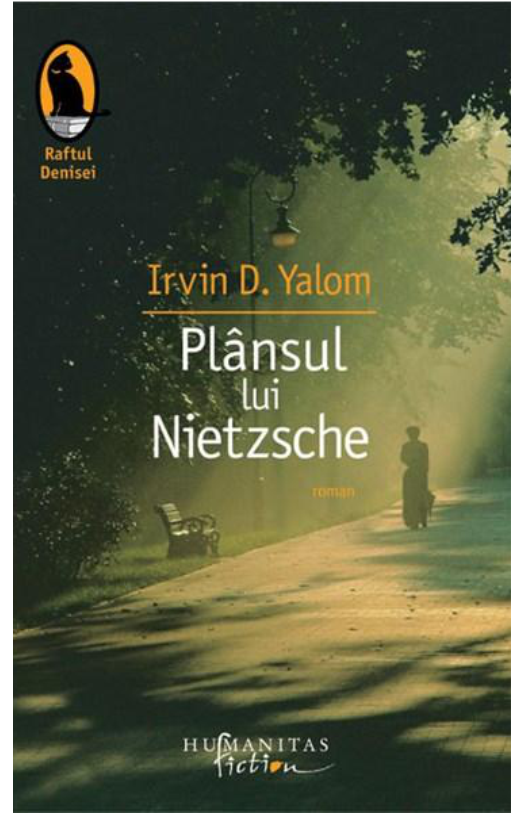 Raftul
Denisei
Irvin D. Yalom
Plânsul
lui
Nietzsche
roman
HUMANITAS
fiction